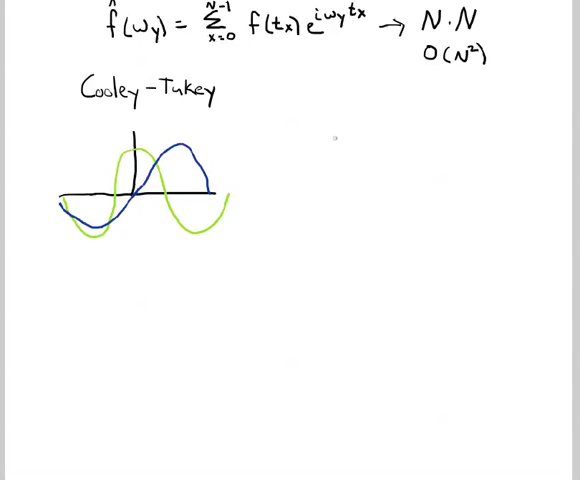 f̂(ω_y) = Σ_{x=0}^{N-1} f(t_x) e^{iω_y t_x} → N·N
O(N²)
Cooley-Tukey